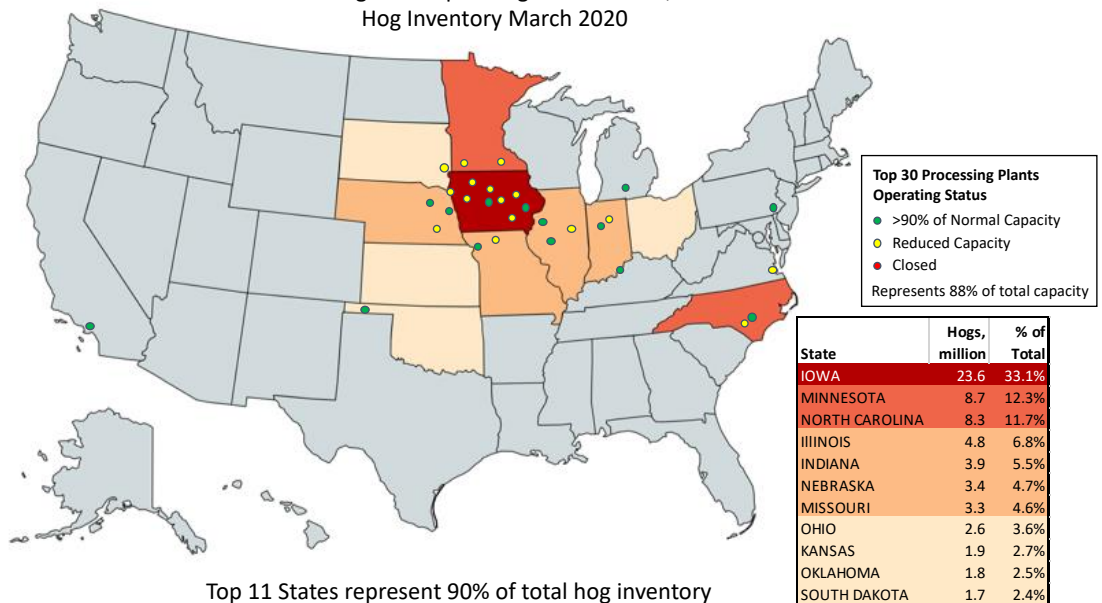 Hog Inventory March 2020
Top 30 Processing Plants
Operating Status
>90% of Normal Capacity
Reduced Capacity
Closed
Represents 88% of total capacity
State Hogs, million % of Total
IOWA 23.6 33.1%
MINNESOTA 8.7 12.3%
NORTH CAROLINA 8.3 11.7%
IllINOIS 4.8 6.8%
INDIANA 3.9 5.5%
NEBRASKA 3.4 4.7%
MISSOURI 3.3 4.6%
OHIO 2.6 3.6%
KANSAS 1.9 2.7%
OKLAHOMA 1.8 2.5%
SOUTH DAKOTA 1.7 2.4%
Top 11 States represent 90% of total hog inventory